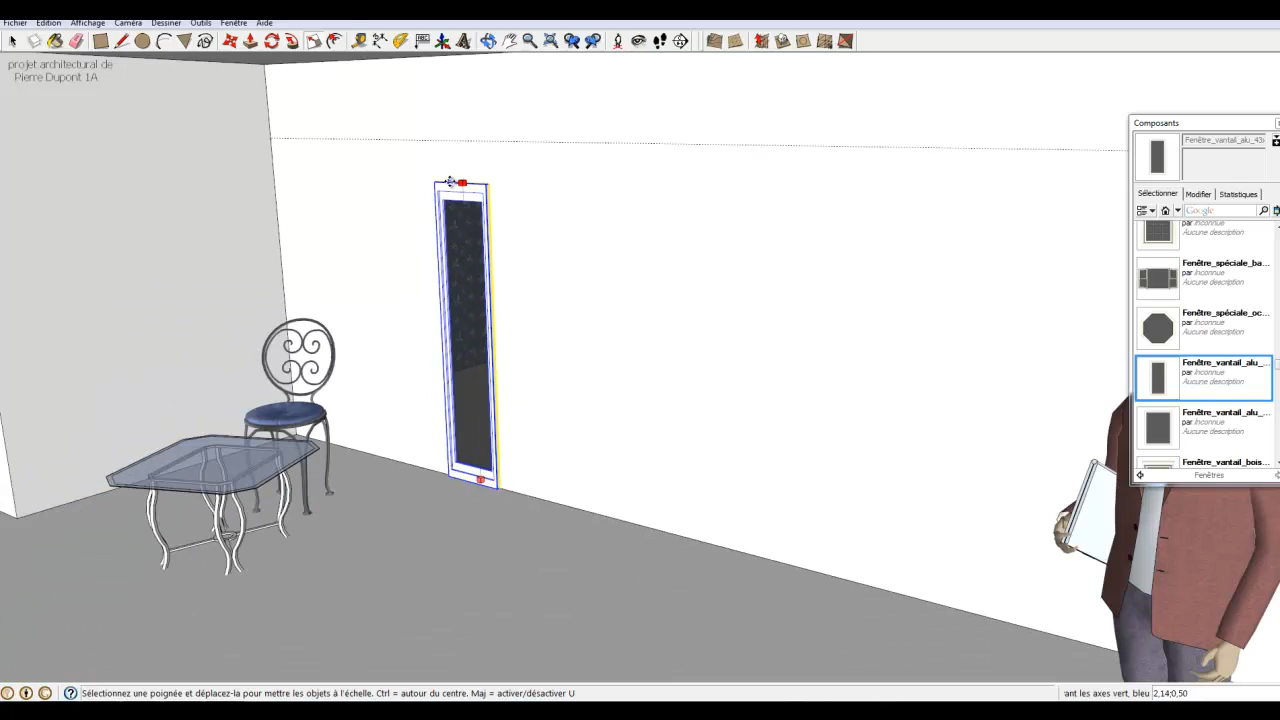 Fichier Edition Affichage Caméra Dessiner Outils Fenêtre Aide
projet architectural de
Pierre Dupont 1A
Composants
Fenêtre_vantail_alu_43
Sélectionner Modifier Statistiques
Google
Aucune description
Fenêtre_spéciale_ba...
par Inconnue
Aucune description
Fenêtre_spéciale_oc...
par Inconnue
Aucune description
Fenêtre_vantail_alu_...
par Inconnue
Aucune description
Fenêtre_vantail_alu_...
par Inconnue
Aucune description
Fenêtre_vantail_bois...
Fenêtres
Sélectionnez une poignée et déplacez-la pour mettre les objets à l'échelle. Ctrl = autour du centre. Maj = activer/désactiver U
ant les axes vert, bleu 2,14;0,50